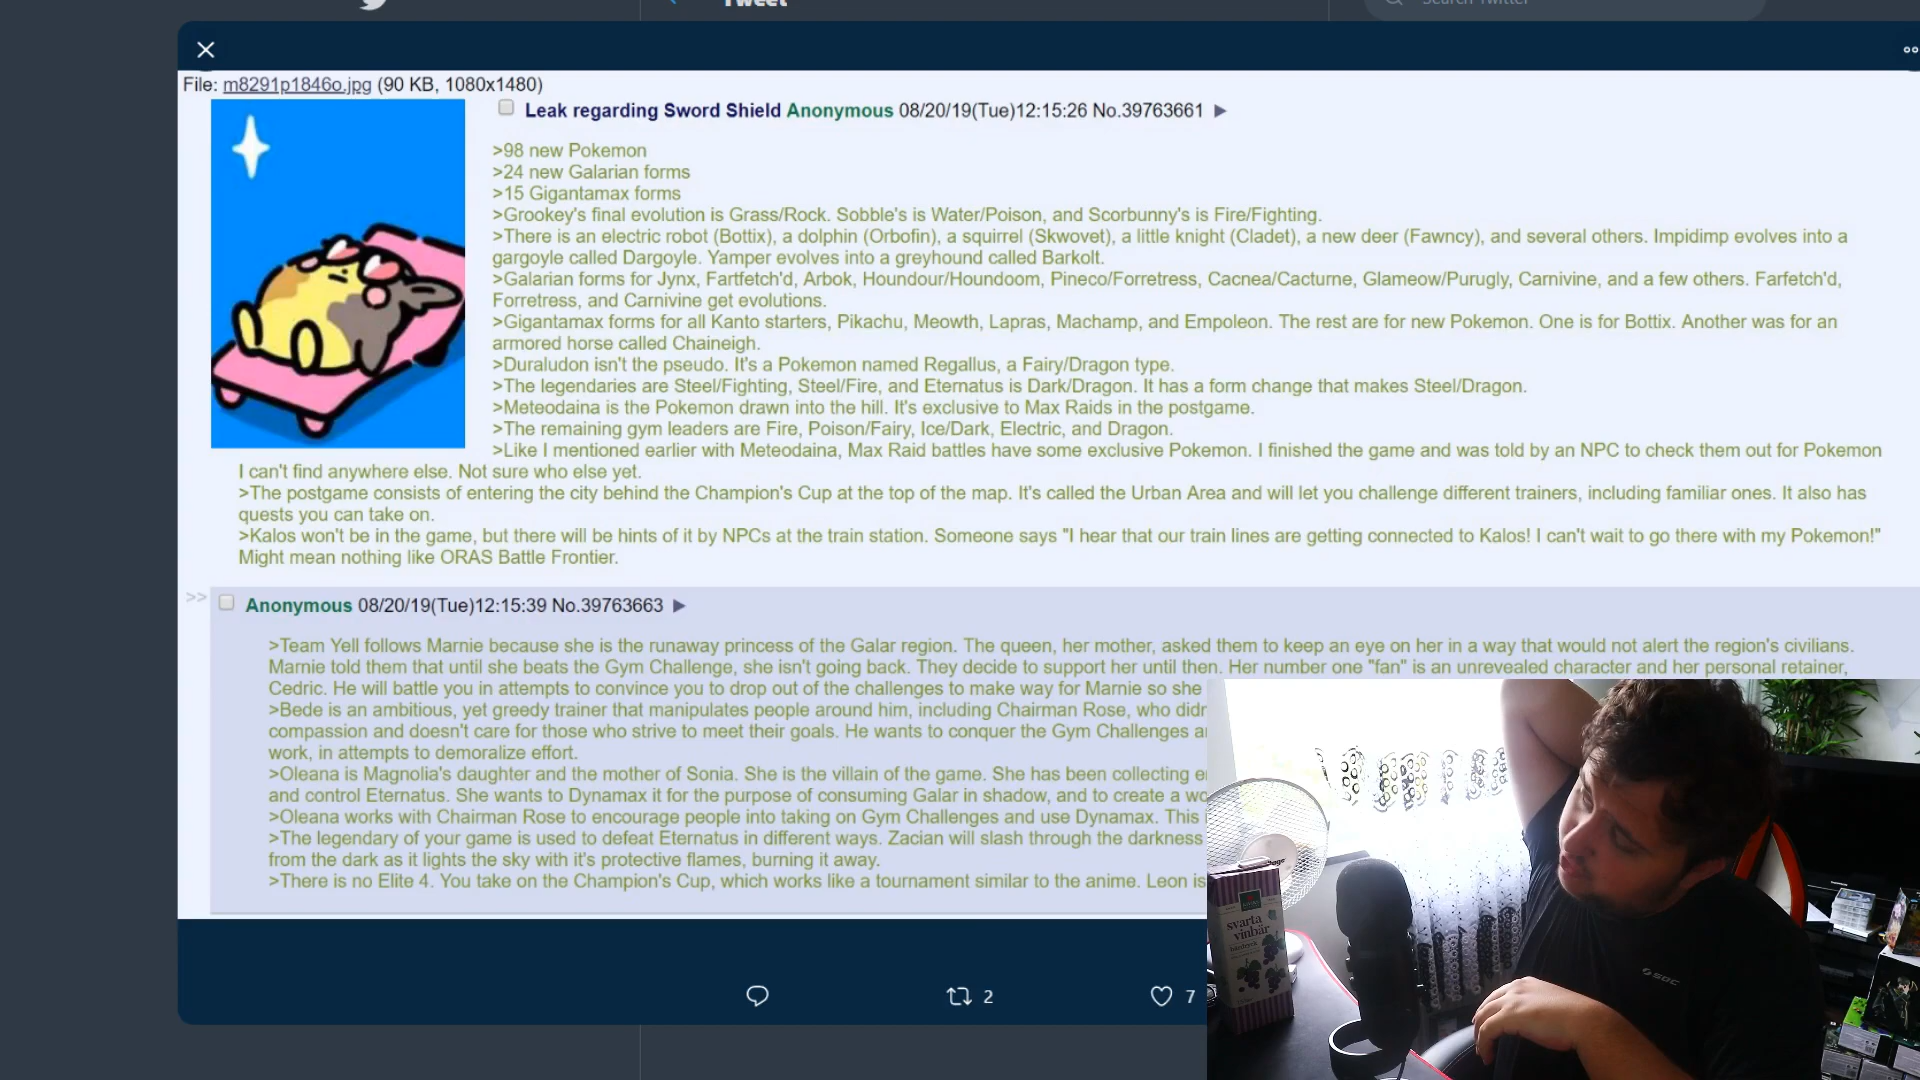 Tweet
Search Twitter
File: m8291p1846o.jpg (90 KB, 1080x1480)
Leak regarding Sword Shield Anonymous 08/20/19(Tue)12:15:26 No.39763661 ▶
>98 new Pokemon
>24 new Galarian forms
>15 Gigantamax forms
>Grookey's final evolution is Grass/Rock. Sobble's is Water/Poison, and Scorbunny's is Fire/Fighting.
>There is an electric robot (Bottix), a dolphin (Orbofin), a squirrel (Skwovet), a little knight (Cladet), a new deer (Fawncy), and several others. Impidimp evolves into a
gargoyle called Dargoyle. Yamper evolves into a greyhound called Barkolt.
>Galarian forms for Jynx, Fartfetch'd, Arbok, Houndour/Houndoom, Pineco/Forretress, Cacnea/Cacturne, Glameow/Purugly, Carnivine, and a few others. Farfetch'd,
Forretress, and Carnivine get evolutions.
>Gigantamax forms for all Kanto starters, Pikachu, Meowth, Lapras, Machamp, and Empoleon. The rest are for new Pokemon. One is for Bottix. Another was for an
armored horse called Chaineigh.
>Duraludon isn't the pseudo. It's a Pokemon named Regallus, a Fairy/Dragon type.
>The legendaries are Steel/Fighting, Steel/Fire, and Eternatus is Dark/Dragon. It has a form change that makes Steel/Dragon.
>Meteodaina is the Pokemon drawn into the hill. It's exclusive to Max Raids in the postgame.
>The remaining gym leaders are Fire, Poison/Fairy, Ice/Dark, Electric, and Dragon.
>Like I mentioned earlier with Meteodaina, Max Raid battles have some exclusive Pokemon. I finished the game and was told by an NPC to check them out for Pokemon
I can't find anywhere else. Not sure who else yet.
>The postgame consists of entering the city behind the Champion's Cup at the top of the map. It's called the Urban Area and will let you challenge different trainers, including familiar ones. It also has
quests you can take on.
>Kalos won't be in the game, but there will be hints of it by NPCs at the train station. Someone says "I hear that our train lines are getting connected to Kalos! I can't wait to go there with my Pokemon!"
Might mean nothing like ORAS Battle Frontier.
>> Anonymous 08/20/19(Tue)12:15:39 No.39763663 ▶
>Team Yell follows Marnie because she is the runaway princess of the Galar region. The queen, her mother, asked them to keep an eye on her in a way that would not alert the region's civilians.
Marnie told them that until she beats the Gym Challenge, she isn't going back. They decide to support her until then. Her number one "fan" is an unrevealed character and her personal retainer,
Cedric. He will battle you in attempts to convince you to drop out of the challenges to make way for Marnie so she
>Bede is an ambitious, yet greedy trainer that manipulates people around him, including Chairman Rose, who didn
compassion and doesn't care for those who strive to meet their goals. He wants to conquer the Gym Challenges a
work, in attempts to demoralize effort.
>Oleana is Magnolia's daughter and the mother of Sonia. She is the villain of the game. She has been collecting e
and control Eternatus. She wants to Dynamax it for the purpose of consuming Galar in shadow, and to create a wo
>Oleana works with Chairman Rose to encourage people into taking on Gym Challenges and use Dynamax. This
>The legendary of your game is used to defeat Eternatus in different ways. Zacian will slash through the darkness
from the dark as it lights the sky with it's protective flames, burning it away.
>There is no Elite 4. You take on the Champion's Cup, which works like a tournament similar to the anime. Leon is
2
7
svarta
vinbär
SOC